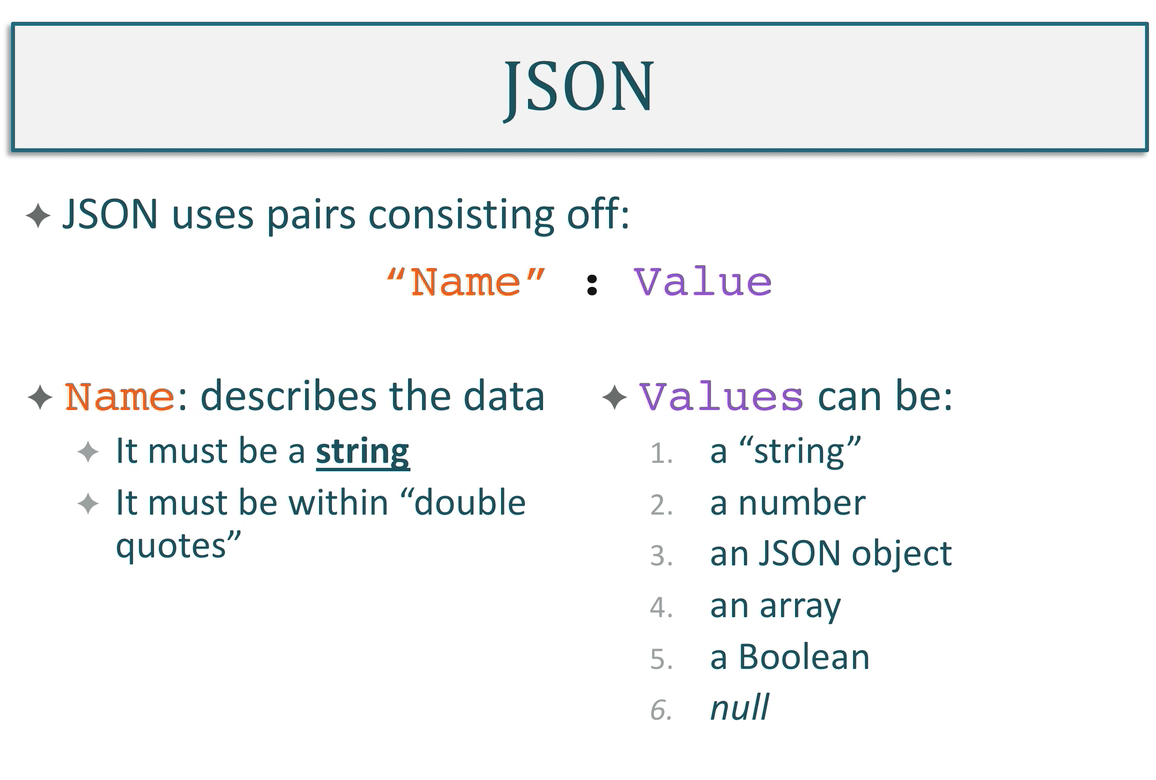 JSON
✦ JSON uses pairs consisting off:
“Name” : Value
✦ Name: describes the data
✦ It must be a string
✦ It must be within “double
quotes”
✦ Values can be:
1. a “string”
2. a number
3. an JSON object
4. an array
5. a Boolean
6. null